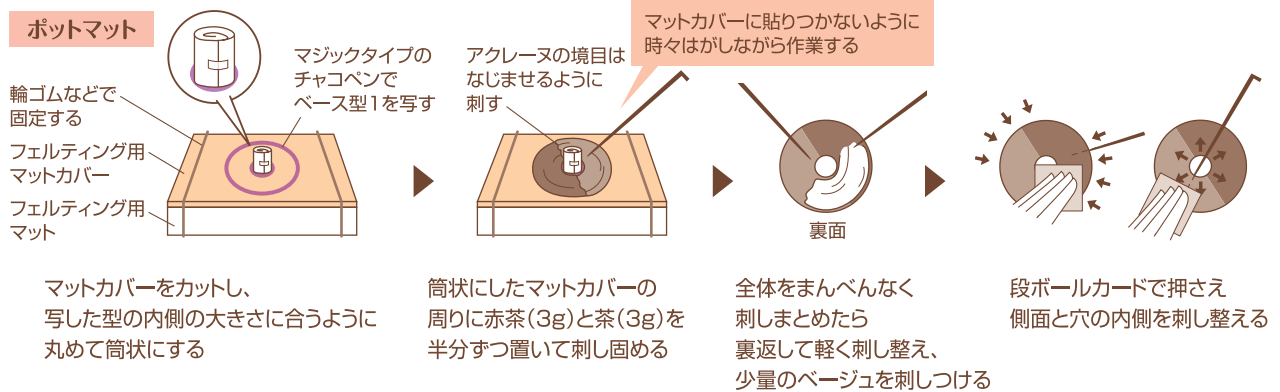 ポットマット
マジックタイプの
チャコペンで
ベース型1を写す
輪ゴムなどで
固定する
フェルティング用
マットカバー
フェルティング用
マット
マットカバーをカットし、
写した型の内側の大きさに合うように
丸めて筒状にする
アクレーヌの境目は
なじませるように
刺す
マットカバーに貼りつかないように
時々はがしながら作業する
筒状にしたマットカバーの
周りに赤茶(3g)と茶(3g)を
半分ずつ置いて刺し固める
裏面
全体をまんべんなく
刺しまとめたら
裏返して軽く刺し整え、
少量のベージュを刺しつける
段ボールカードで押さえ
側面と穴の内側を刺し整える